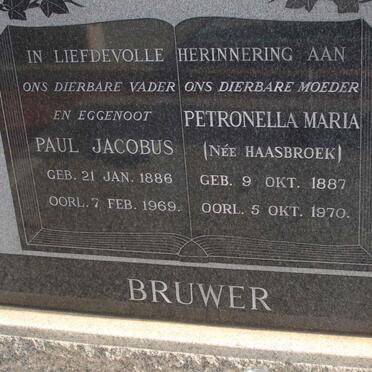 IN LIEFDEVOLLE HERINNERING AAN
ONS DIERBARE VADER
EN EGGENOOT
PAUL JACOBUS
GEB. 21 JAN. 1886
OORL. 7 FEB. 1969.
ONS DIERBARE MOEDER
PETRONELLA MARIA
(NÉE HAASBROEK)
GEB. 9 OKT. 1887
OORL. 5 OKT. 1970.
BRUWER